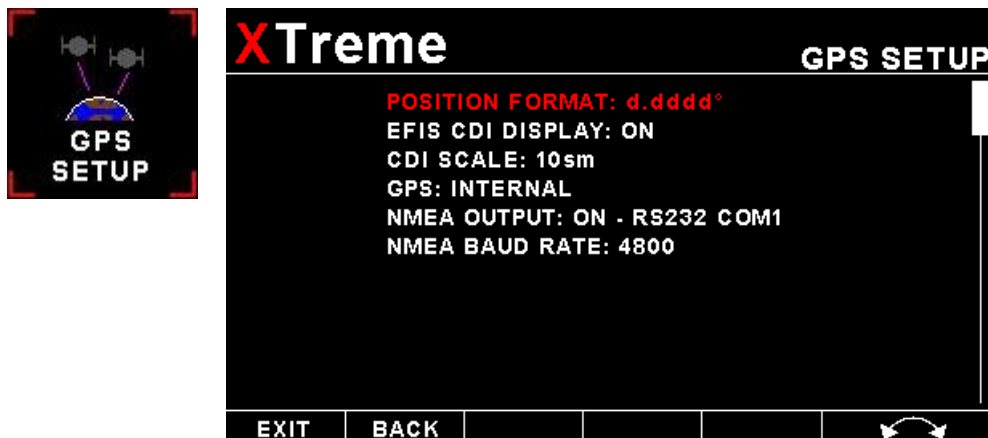 GPS
SETUP
XTreme
GPS SETUP
POSITION FORMAT: d.dddd°
EFIS CDI DISPLAY: ON
CDI SCALE: 10sm
GPS: INTERNAL
NMEA OUTPUT: ON - RS232 COM1
NMEA BAUD RATE: 4800
EXIT BACK